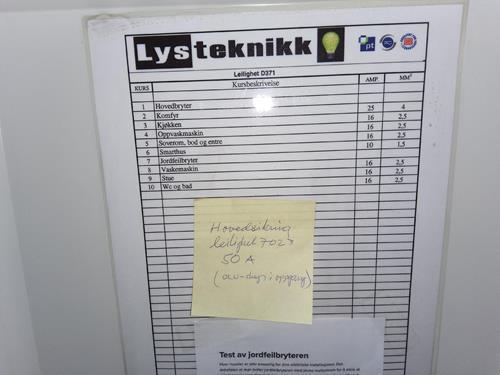 Lysteknikk
pt
Leilighet D371
KURS Kursbeskrivelse AMP. MM²
1 Hovedbryter 25 4
2 Komfyr 16 2,5
3 Kjøkken 16 2,5
4 Oppvaskmaskin 16 2,5
5 Soverom, bod og entre 10 1,5
6 Smarthus
7 Jordfeilbryter 16 2,5
8 Vaskemaskin 16 2,5
9 Stue 16 2,5
10 Wc og bad
Hovedsikring
leilighet 702
50 A
i oppgang)
Test av jordfeilbryteren